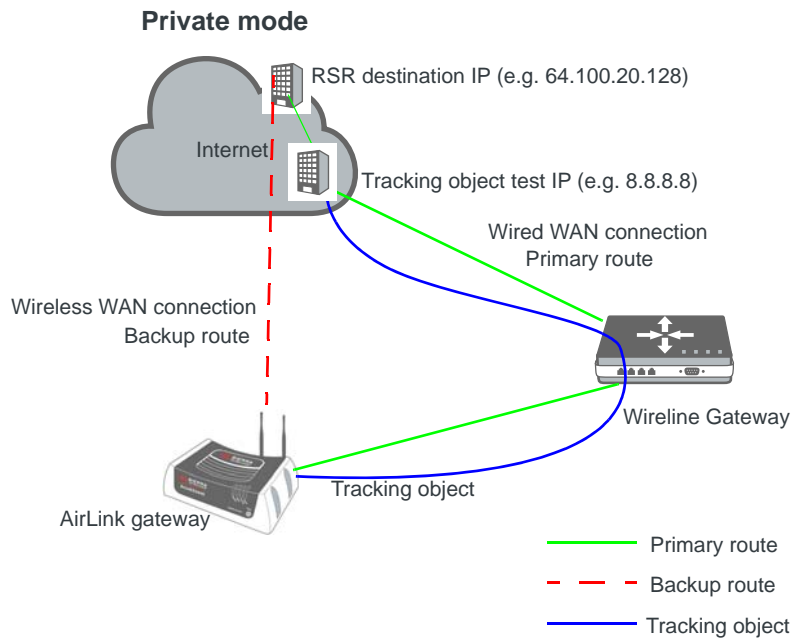 Private mode
RSR destination IP (e.g. 64.100.20.128)
Internet
Tracking object test IP (e.g. 8.8.8.8)
Wired WAN connection
Primary route
Wireless WAN connection
Backup route
Wireline Gateway
Tracking object
AirLink gateway
Primary route
Backup route
Tracking object